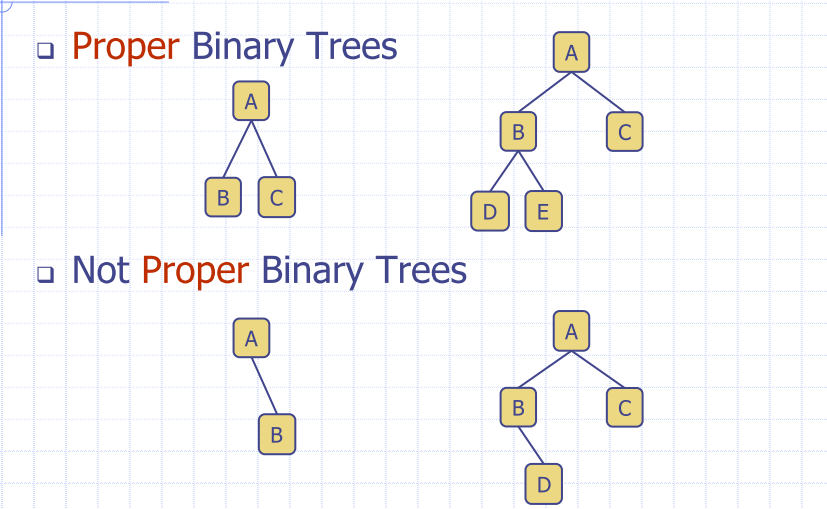 ❑ Proper Binary Trees
A
B C
A
B C
D E
❑ Not Proper Binary Trees
A
B
A
B C
D